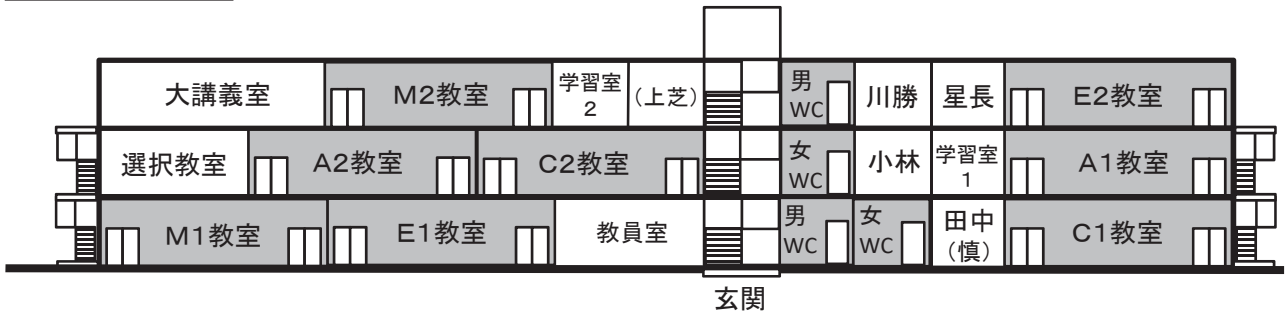 大講義室
M2教室
学習室
2
(上芝)
男
WC
川勝
星長
E2教室
選択教室
A2教室
C2教室
女
WC
小林
学習室
1
A1教室
M1教室
E1教室
教員室
男
WC
女
WC
田中
(慎)
C1教室
玄関